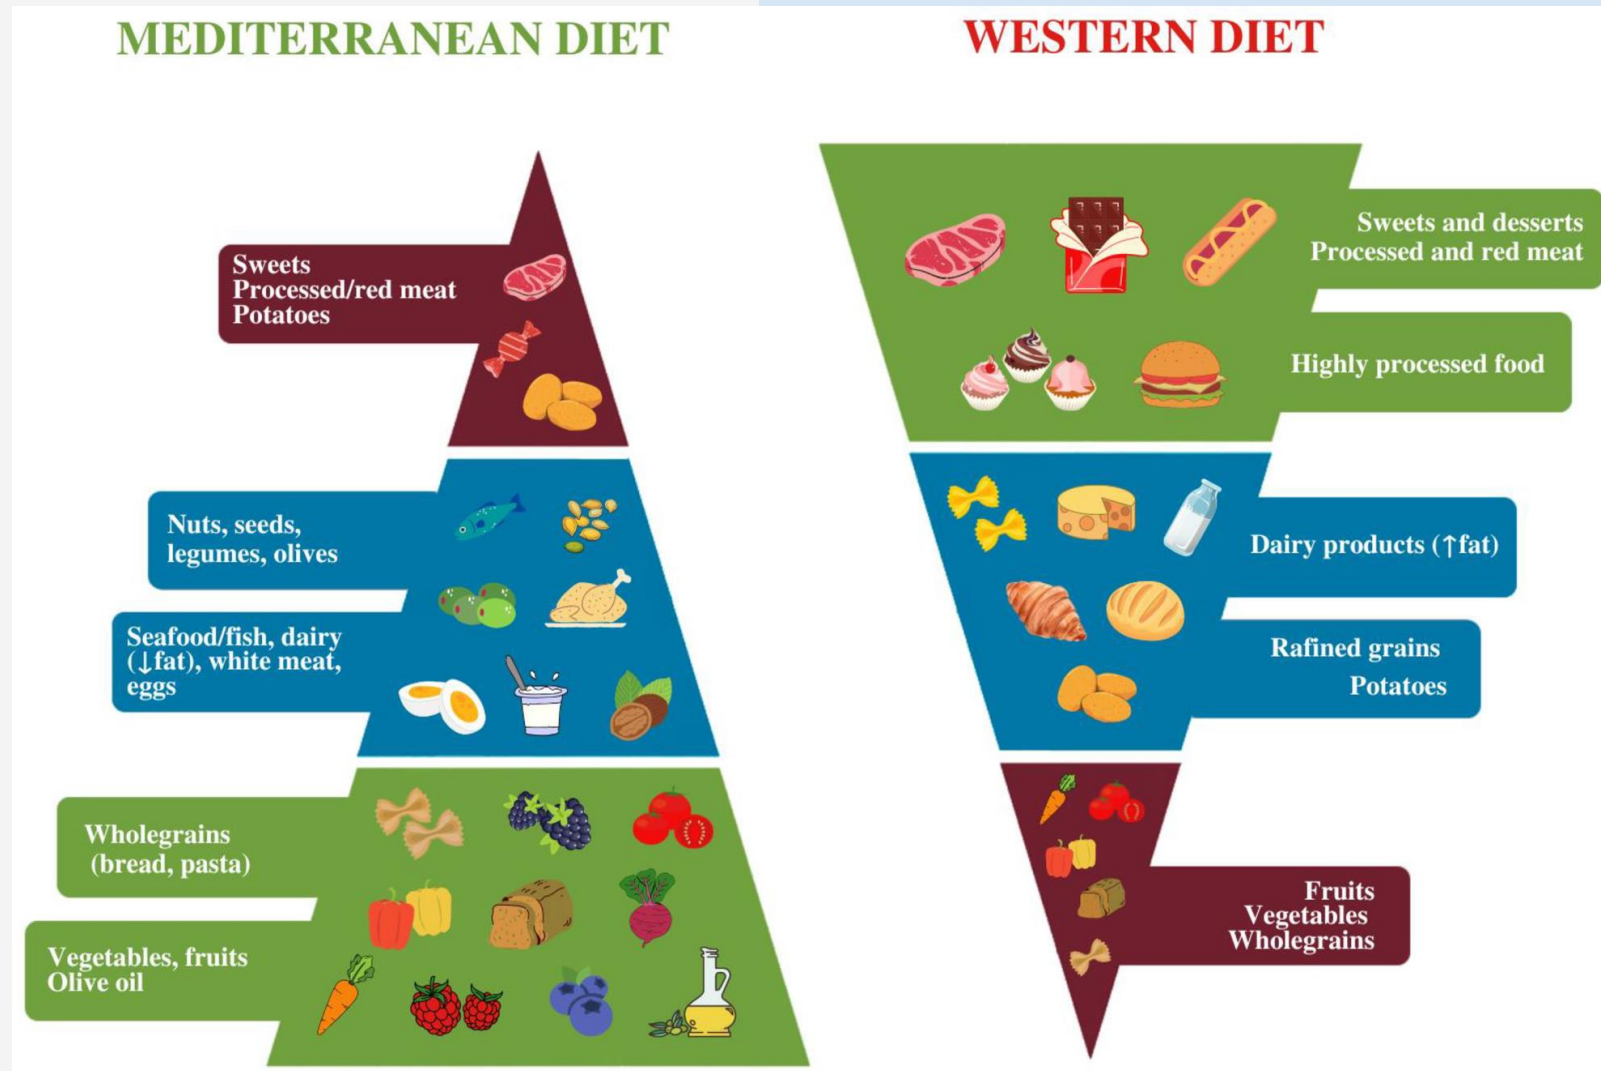 MEDITERRANEAN DIET
Sweets
Processed/red meat
Potatoes
Nuts, seeds,
legumes, olives
Seafood/fish, dairy
(↓fat), white meat,
eggs
Wholegrains
(bread, pasta)
Vegetables, fruits
Olive oil
WESTERN DIET
Sweets and desserts
Processed and red meat
Highly processed food
Dairy products (↑fat)
Rafined grains
Potatoes
Fruits
Vegetables
Wholegrains